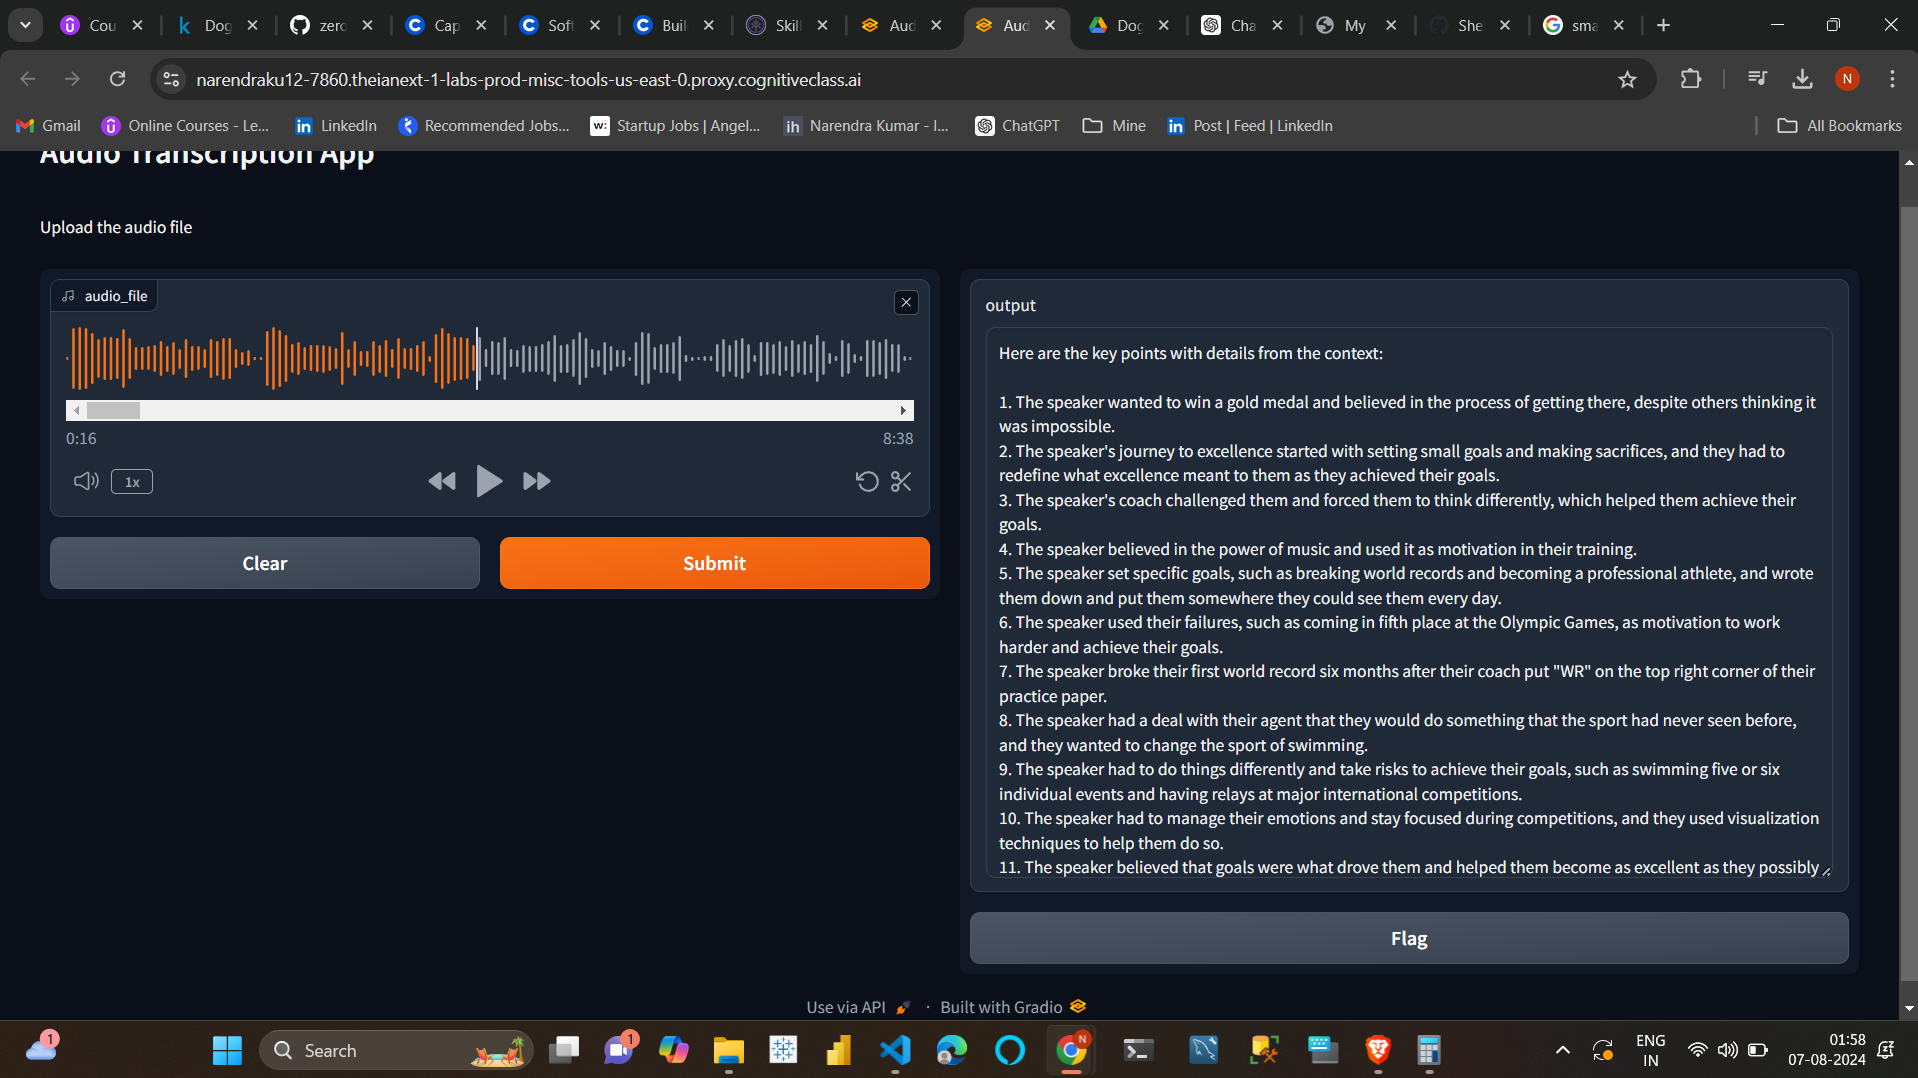 Cou
Dog
zero
Cap
Soft
Buil
Skill
Aud
Aud
Dog
Cha
My
She
sma
narendraku12-7860.theianext-1-labs-prod-misc-tools-us-east-0.proxy.cognitiveclass.ai
N
Gmail
Online Courses - Le...
LinkedIn
Recommended Jobs...
Startup Jobs | Angel...
Narendra Kumar - I...
ChatGPT
Mine
Post | Feed | LinkedIn
All Bookmarks
Audio Transcription App
Upload the audio file
audio_file
0:16
8:38
1x
Clear
Submit
output
Here are the key points with details from the context:
1. The speaker wanted to win a gold medal and believed in the process of getting there, despite others thinking it
was impossible.
2. The speaker's journey to excellence started with setting small goals and making sacrifices, and they had to
redefine what excellence meant to them as they achieved their goals.
3. The speaker's coach challenged them and forced them to think differently, which helped them achieve their
goals.
4. The speaker believed in the power of music and used it as motivation in their training.
5. The speaker set specific goals, such as breaking world records and becoming a professional athlete, and wrote
them down and put them somewhere they could see them every day.
6. The speaker used their failures, such as coming in fifth place at the Olympic Games, as motivation to work
harder and achieve their goals.
7. The speaker broke their first world record six months after their coach put "WR" on the top right corner of their
practice paper.
8. The speaker had a deal with their agent that they would do something that the sport had never seen before,
and they wanted to change the sport of swimming.
9. The speaker had to do things differently and take risks to achieve their goals, such as swimming five or six
individual events and having relays at major international competitions.
10. The speaker had to manage their emotions and stay focused during competitions, and they used visualization
techniques to help them do so.
11. The speaker believed that goals were what drove them and helped them become as excellent as they possibly
Flag
Use via API · Built with Gradio
1
Search
1
N
ENG
IN
01:58
07-08-2024